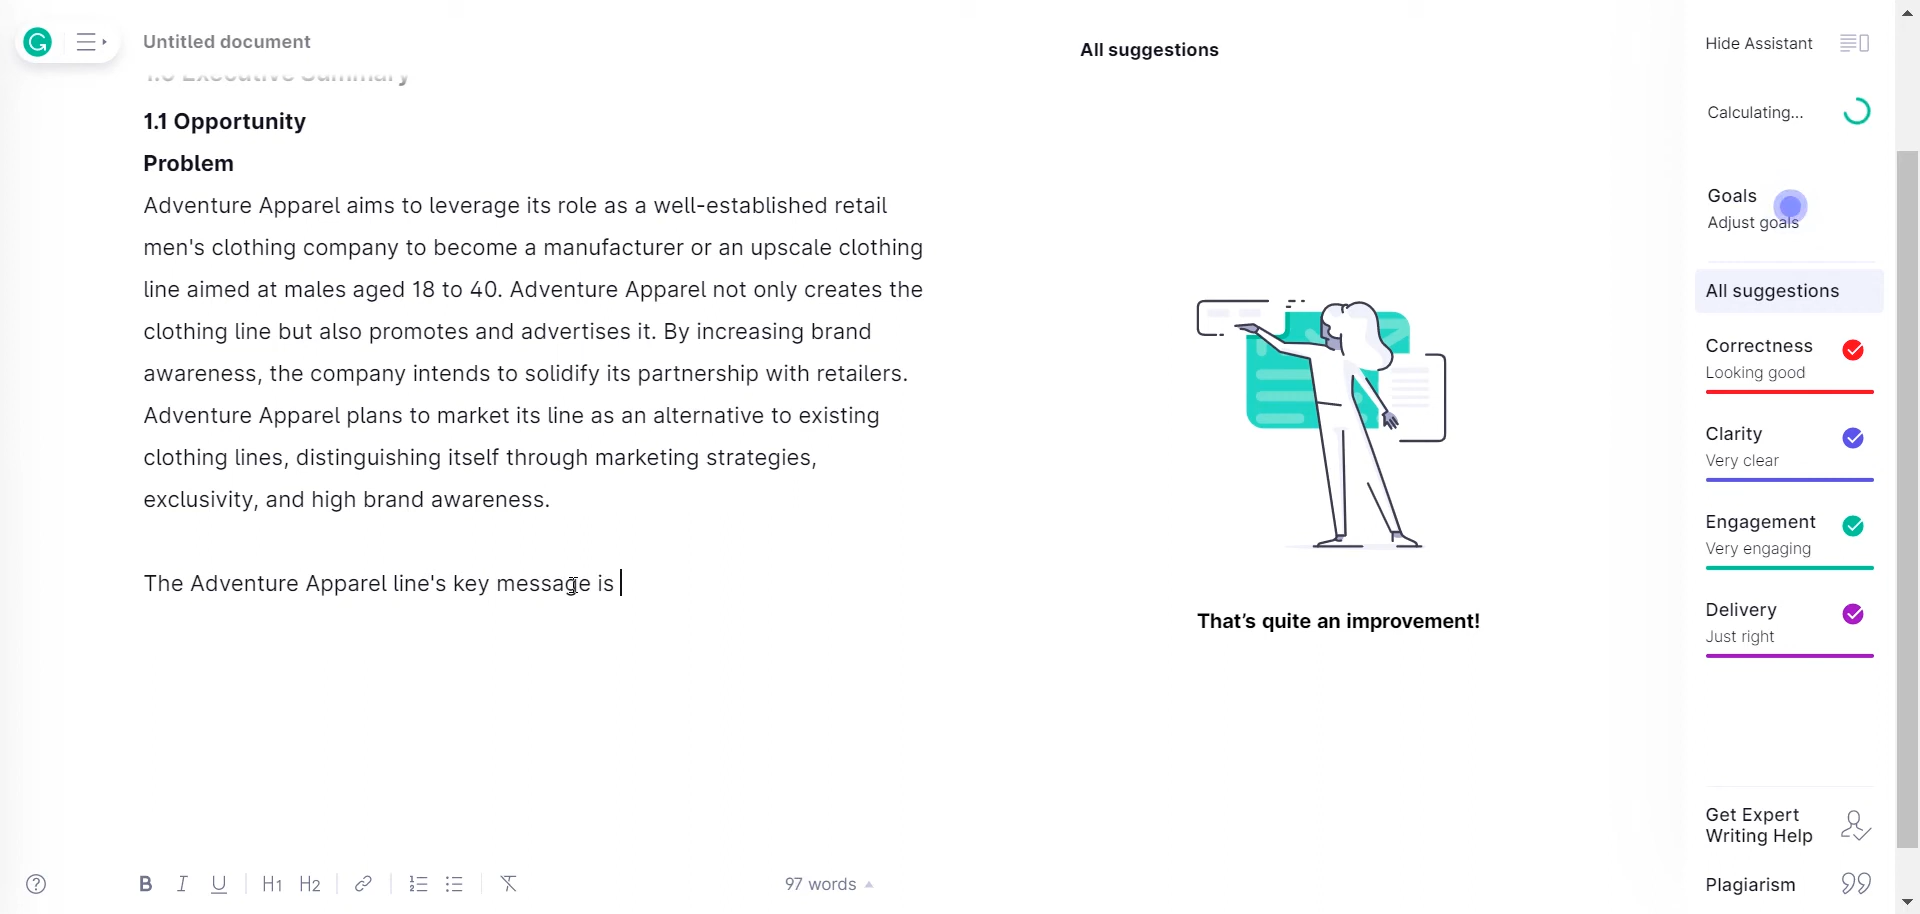 Untitled document
All suggestions
Hide Assistant
1.0 Executive Summary
1.1 Opportunity
Calculating...
Problem
Adventure Apparel aims to leverage its role as a well-established retail
men's clothing company to become a manufacturer or an upscale clothing
line aimed at males aged 18 to 40. Adventure Apparel not only creates the
clothing line but also promotes and advertises it. By increasing brand
awareness, the company intends to solidify its partnership with retailers.
Adventure Apparel plans to market its line as an alternative to existing
clothing lines, distinguishing itself through marketing strategies,
exclusivity, and high brand awareness.
The Adventure Apparel line's key message is
That's quite an improvement!
Goals
Adjust goals
All suggestions
Correctness
Looking good
Clarity
Very clear
Engagement
Very engaging
Delivery
Just right
Get Expert
Writing Help
Plagiarism
B I U H1 H2
97 words